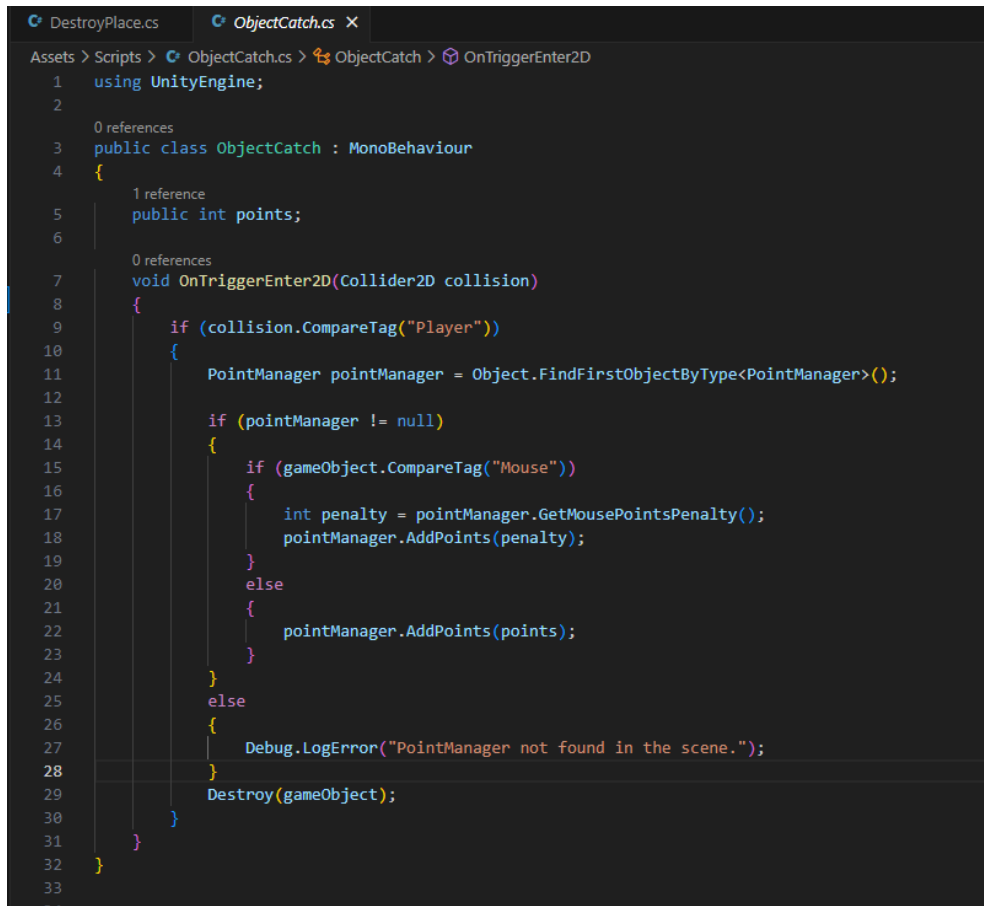 DestroyPlace.cs ObjectCatch.cs
Assets > Scripts > ObjectCatch.cs > ObjectCatch > OnTriggerEnter2D
1 using UnityEngine;
2
0 references
3 public class ObjectCatch : MonoBehaviour
4 {
1 reference
5 public int points;
6
0 references
7 void OnTriggerEnter2D(Collider2D collision)
8 {
9 if (collision.CompareTag("Player"))
10 {
11 PointManager pointManager = Object.FindFirstObjectByType<PointManager>();
12
13 if (pointManager != null)
14 {
15 if (gameObject.CompareTag("Mouse"))
16 {
17 int penalty = pointManager.GetMousePointsPenalty();
18 pointManager.AddPoints(penalty);
19 }
20 else
21 {
22 pointManager.AddPoints(points);
23 }
24 }
25 else
26 {
27 Debug.LogError("PointManager not found in the scene.");
28 }
29 Destroy(gameObject);
30 }
31 }
32 }
33